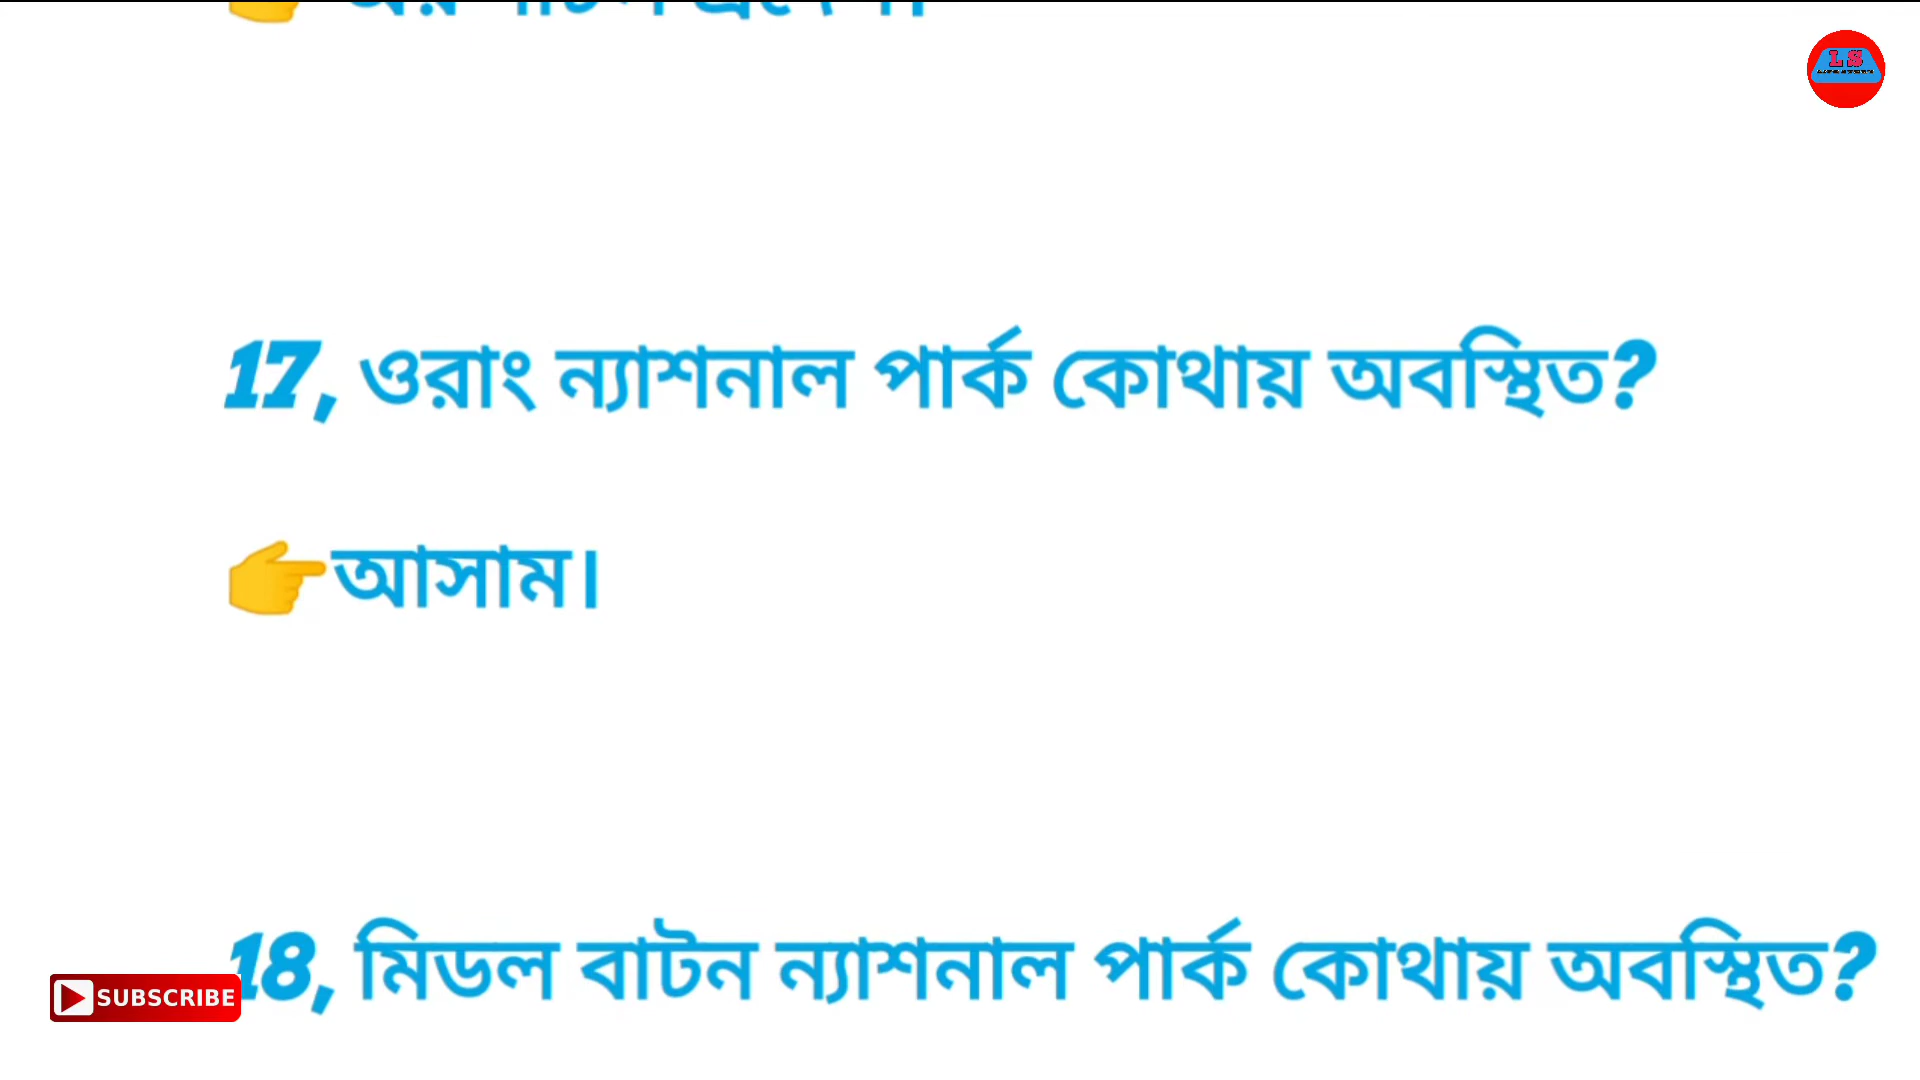 17, ওরাং ন্যাশনাল পার্ক কোথায় অবস্থিত?
👉আসাম।
18, মিডল বাটন ন্যাশনাল পার্ক কোথায় অবস্থিত?
SUBSCRIBE
L S